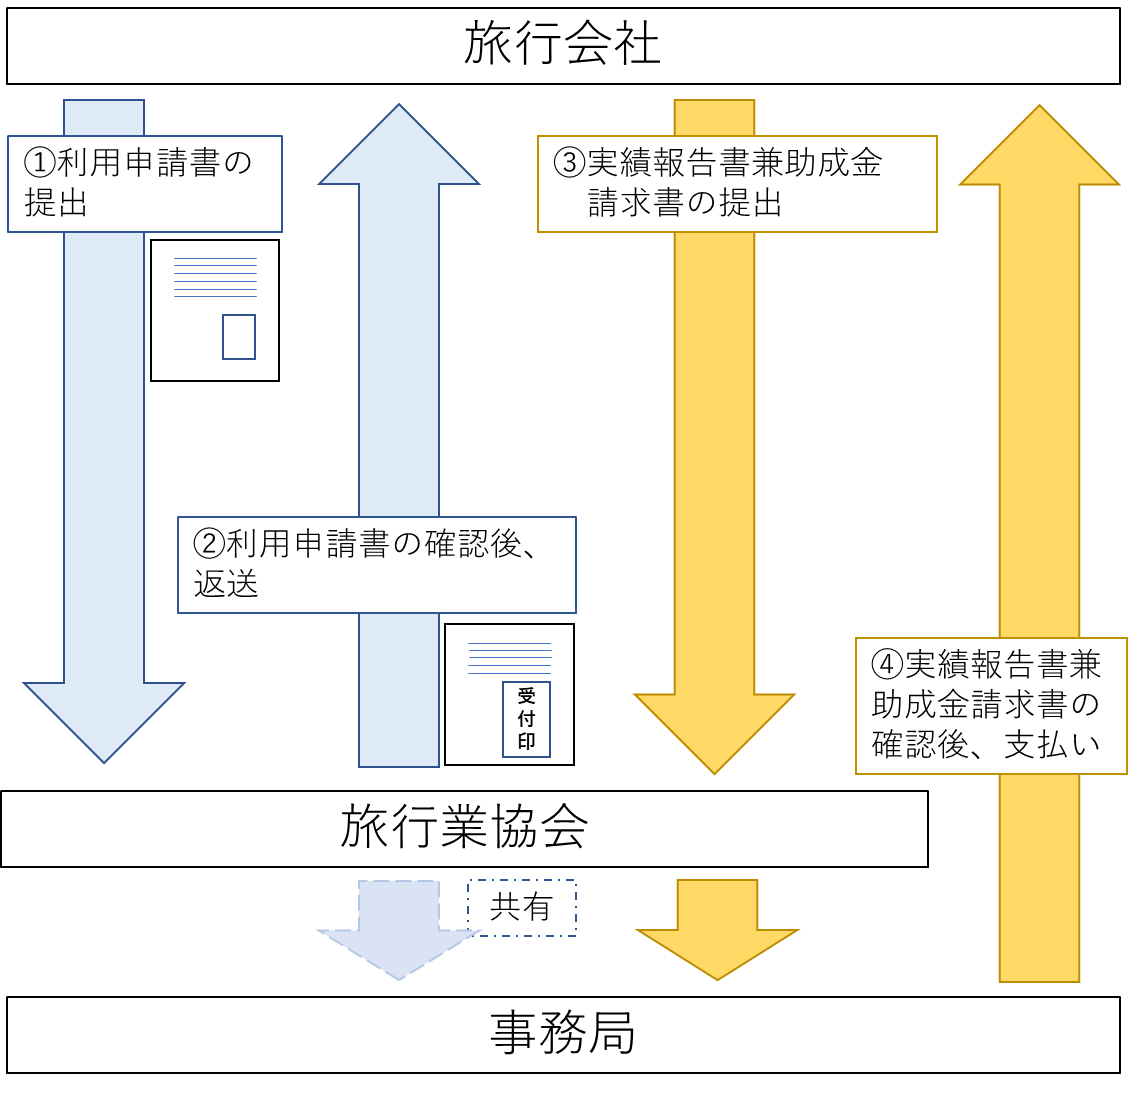 旅行会社
①利用申請書の
提出
③実績報告書兼助成金
請求書の提出
②利用申請書の確認後、
返送
受
付
印
④実績報告書兼
助成金請求書の
確認後、支払い
旅行業協会
共有
事務局